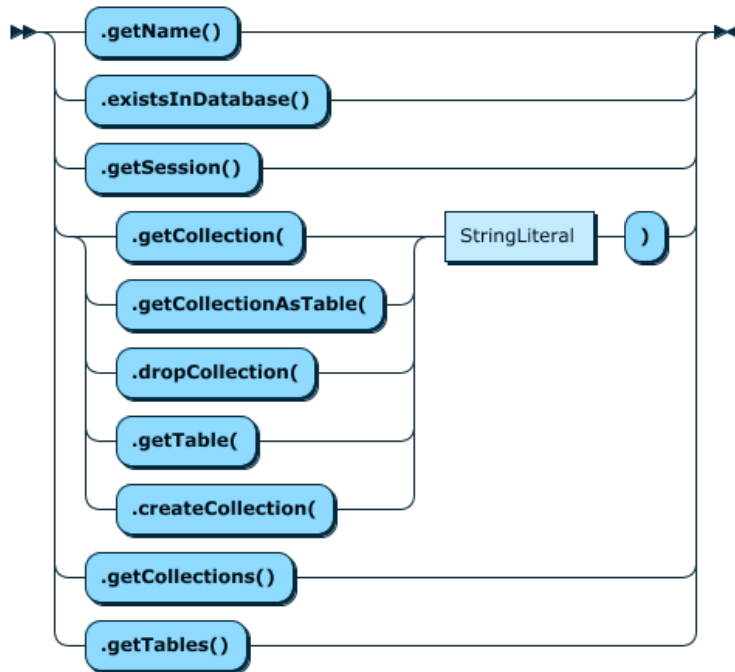 .getName()
.existsInDatabase()
.getSession()
.getCollection( StringLiteral )
.getCollectionAsTable(
.dropCollection(
.getTable(
.createCollection(
.getCollections()
.getTables()